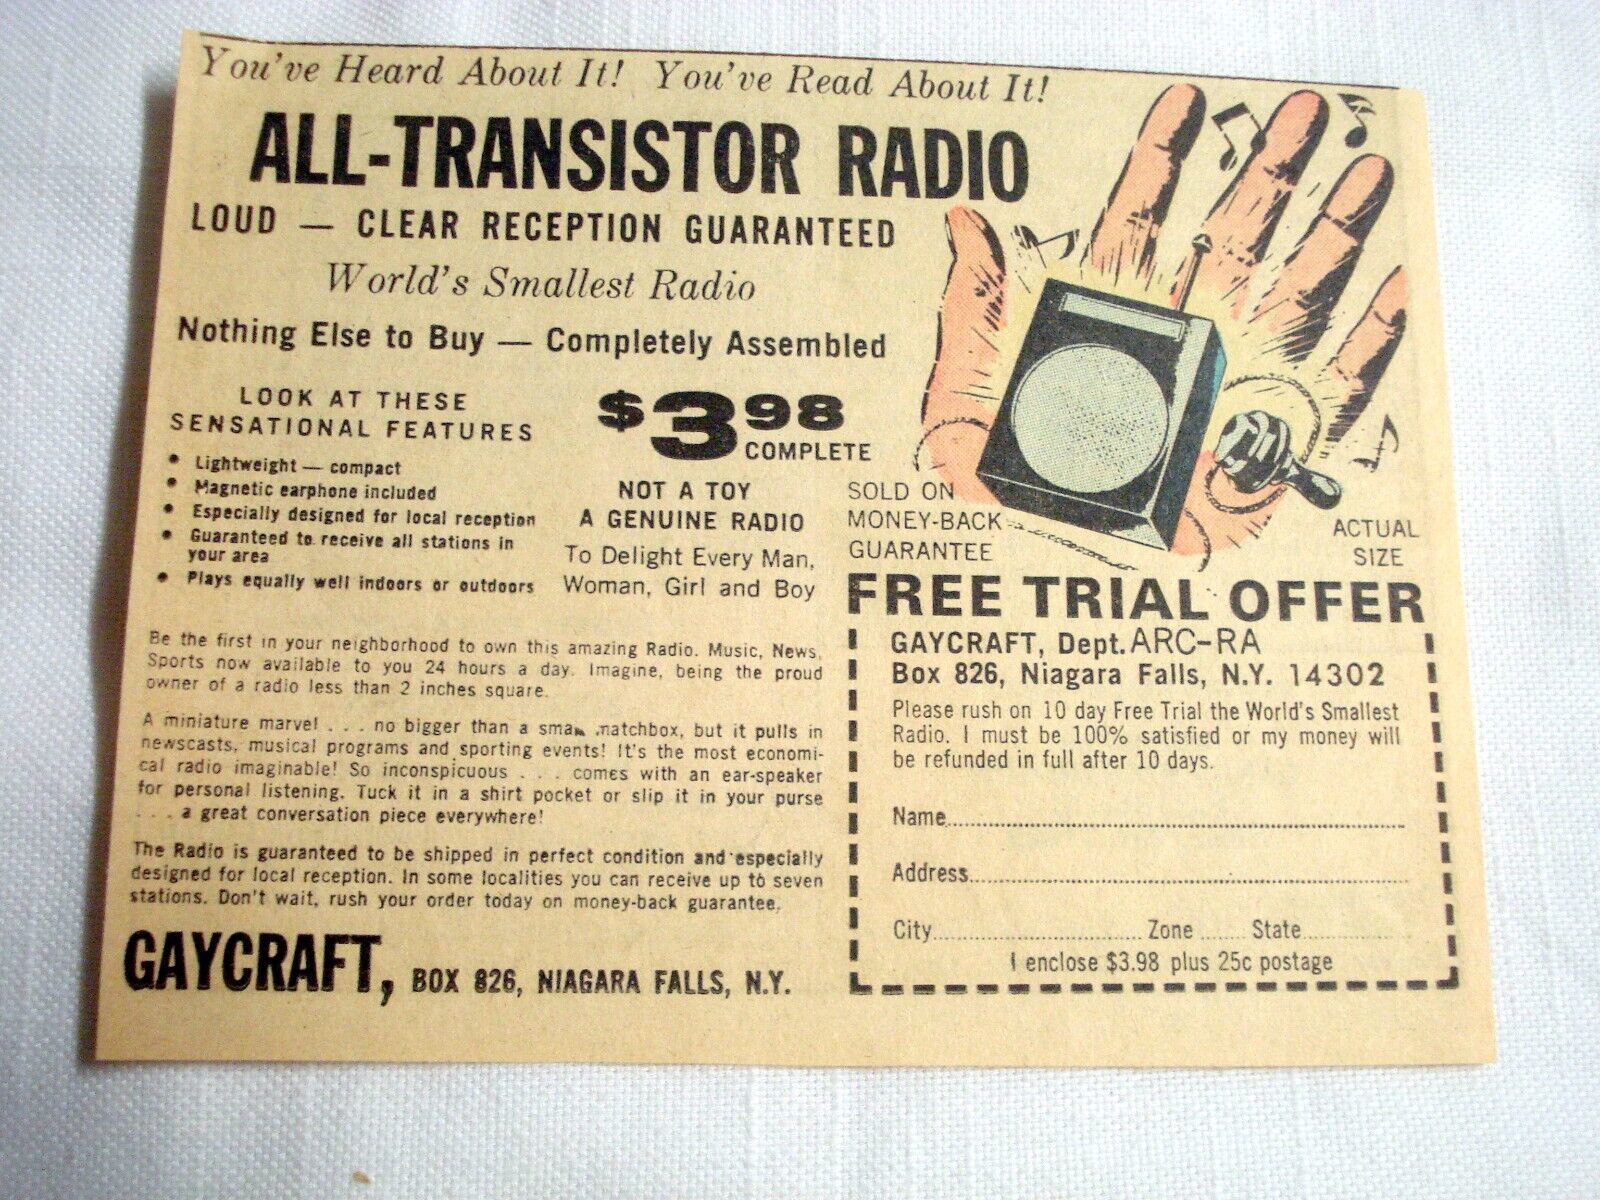 You've Heard About It! You've Read About It!
ALL-TRANSISTOR RADIO
LOUD — CLEAR RECEPTION GUARANTEED
World's Smallest Radio
Nothing Else to Buy — Completely Assembled
LOOK AT THESE
SENSATIONAL FEATURES
• Lightweight — compact
• Magnetic earphone included
• Especially designed for local reception
• Guaranteed to receive all stations in
your area
• Plays equally well indoors or outdoors
$3.98
COMPLETE
NOT A TOY
A GENUINE RADIO
To Delight Every Man,
Woman, Girl and Boy
SOLD ON
MONEY-BACK
GUARANTEE
ACTUAL
SIZE
Be the first in your neighborhood to own this amazing Radio. Music, News,
Sports now available to you 24 hours a day. Imagine, being the proud
owner of a radio less than 2 inches square.
A miniature marvel . . . no bigger than a small matchbox, but it pulls in
newscasts, musical programs and sporting events! It's the most economi-
cal radio imaginable! So inconspicuous . . . comes with an ear-speaker
for personal listening. Tuck it in a shirt pocket or slip it in your purse
. . . a great conversation piece everywhere!
The Radio is guaranteed to be shipped in perfect condition and especially
designed for local reception. In some localities you can receive up to seven
stations. Don't wait, rush your order today on money-back guarantee.
GAYCRAFT, BOX 826, NIAGARA FALLS, N.Y.
FREE TRIAL OFFER
GAYCRAFT, Dept. ARC-RA
Box 826, Niagara Falls, N.Y. 14302
Please rush on 10 day Free Trial the World's Smallest
Radio. I must be 100% satisfied or my money will
be refunded in full after 10 days.
Name
Address
City Zone State
I enclose $3.98 plus 25c postage